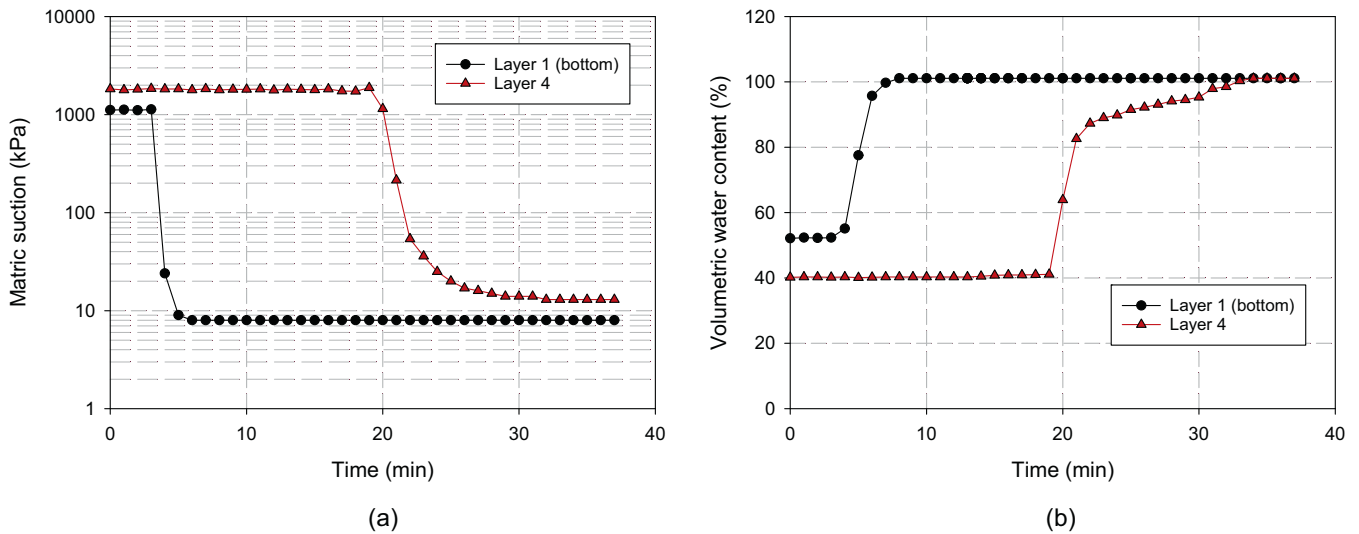 Matric suction (kPa)
10000
1000
100
10
1
0
10
20
30
40
Time (min)
Layer 1 (bottom)
Layer 4
(a)
Volumetric water content (%)
120
100
80
60
40
20
0
0
10
20
30
40
Time (min)
Layer 1 (bottom)
Layer 4
(b)